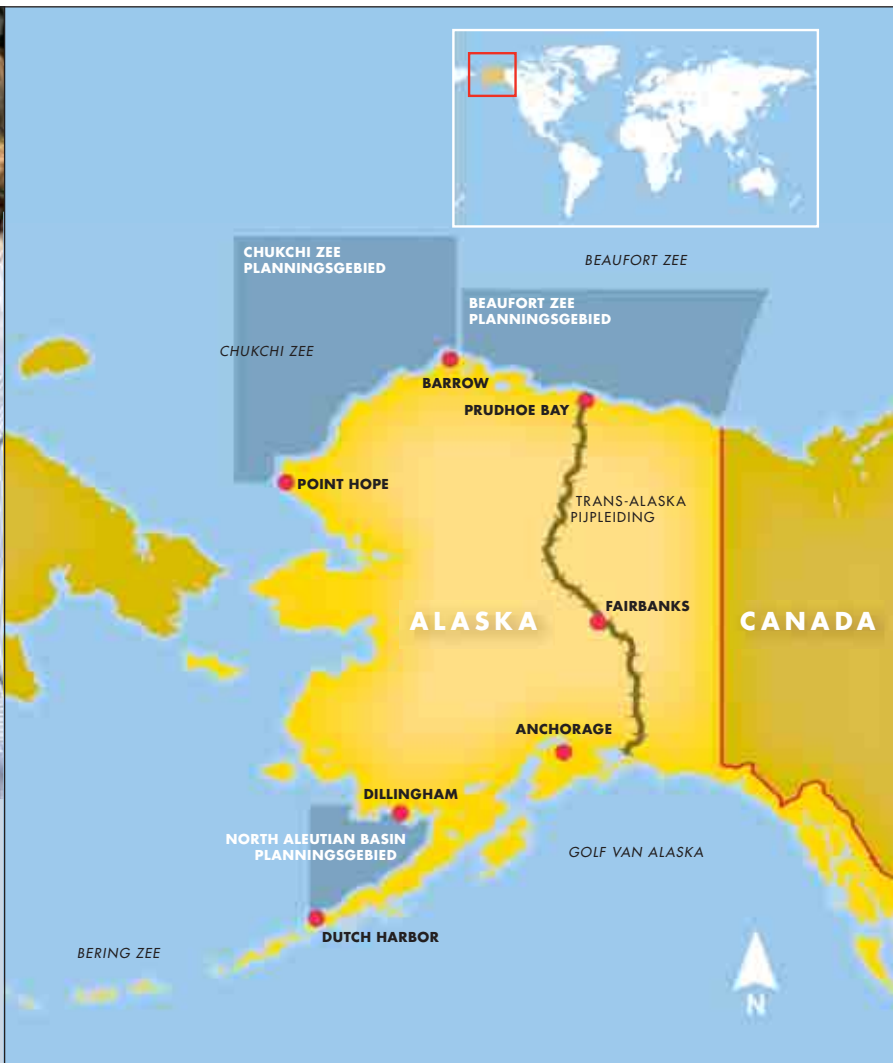 CHUKCHI ZEE
PLANNINGSGEBIED
BEAUFORT ZEE
BEAUFORT ZEE
PLANNINGSGEBIED
CHUKCHI ZEE
BARROW
PRUDHOE BAY
POINT HOPE
TRANS-ALASKA
PIJPLEIDING
FAIRBANKS
ALASKA
CANADA
ANCHORAGE
DILLINGHAM
NORTH ALEUTIAN BASIN
PLANNINGSGEBIED
GOLF VAN ALASKA
DUTCH HARBOR
BERING ZEE
N